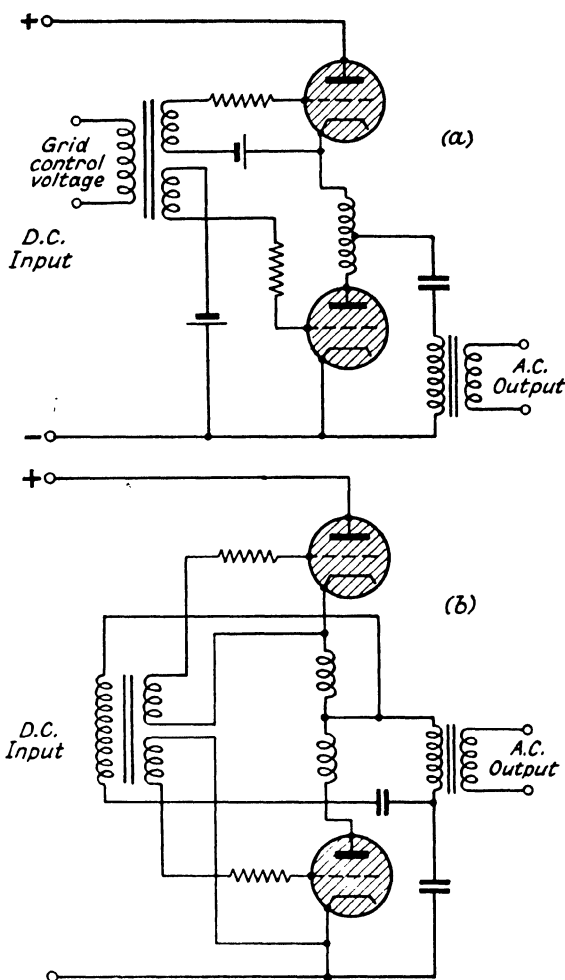 +
(a)
Grid
control
voltage
D.C.
Input
A.C.
Output
-
+
(b)
D.C.
Input
A.C.
Output